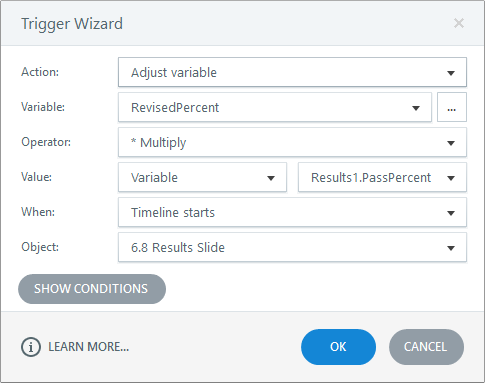 Trigger Wizard ×
Action: Adjust variable
Variable: RevisedPercent ...
Operator: * Multiply
Value: Variable Results1.PassPercent
When: Timeline starts
Object: 6.8 Results Slide
SHOW CONDITIONS
i LEARN MORE... OK CANCEL